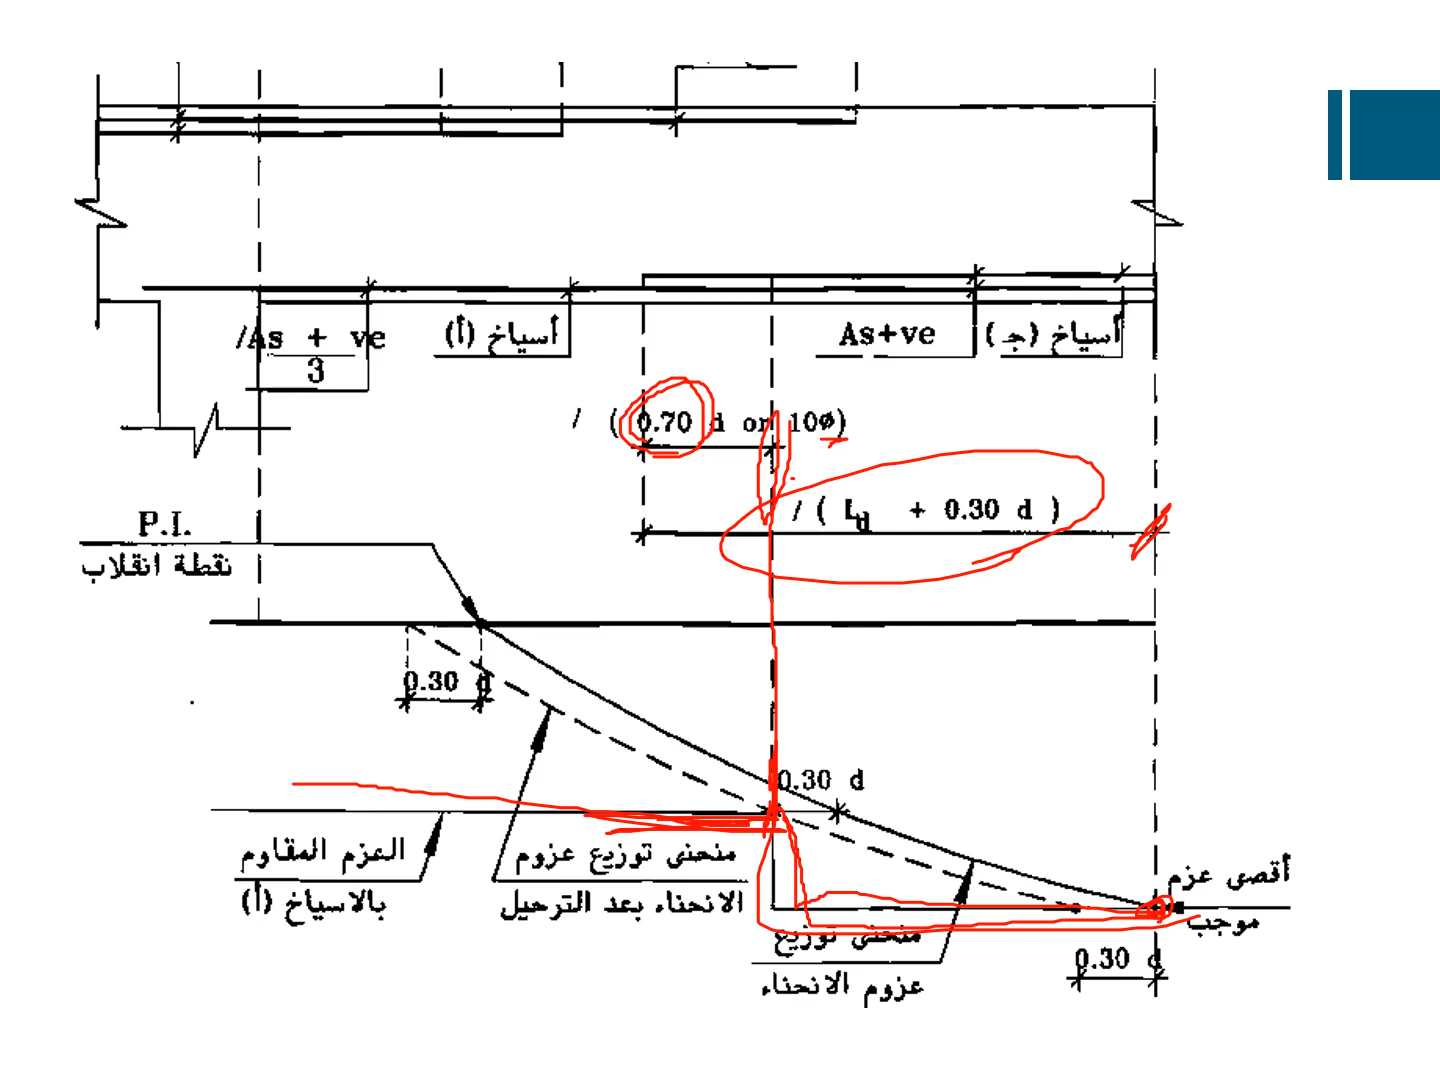 /As + ve
3
أسياخ (أ)
As+ve
أسياخ (جـ)
/ ( 0.70 d or 10ø)
/ ( Ld + 0.30 d )
P.I.
نقطة انقلاب
0.30 d
0.30 d
العزم المقاوم
بالاسياخ (أ)
منحنى توزيع عزوم
الانحناء بعد الترحيل
أقصى عزم
موجب
منحنى توزيع
عزوم الانحناء
0.30 d